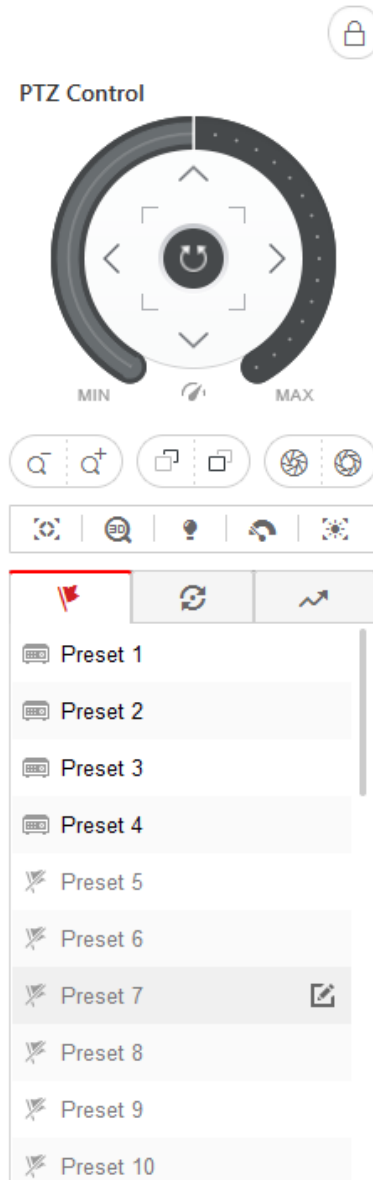 PTZ Control
MIN
MAX
3D
Preset 1
Preset 2
Preset 3
Preset 4
Preset 5
Preset 6
Preset 7
Preset 8
Preset 9
Preset 10